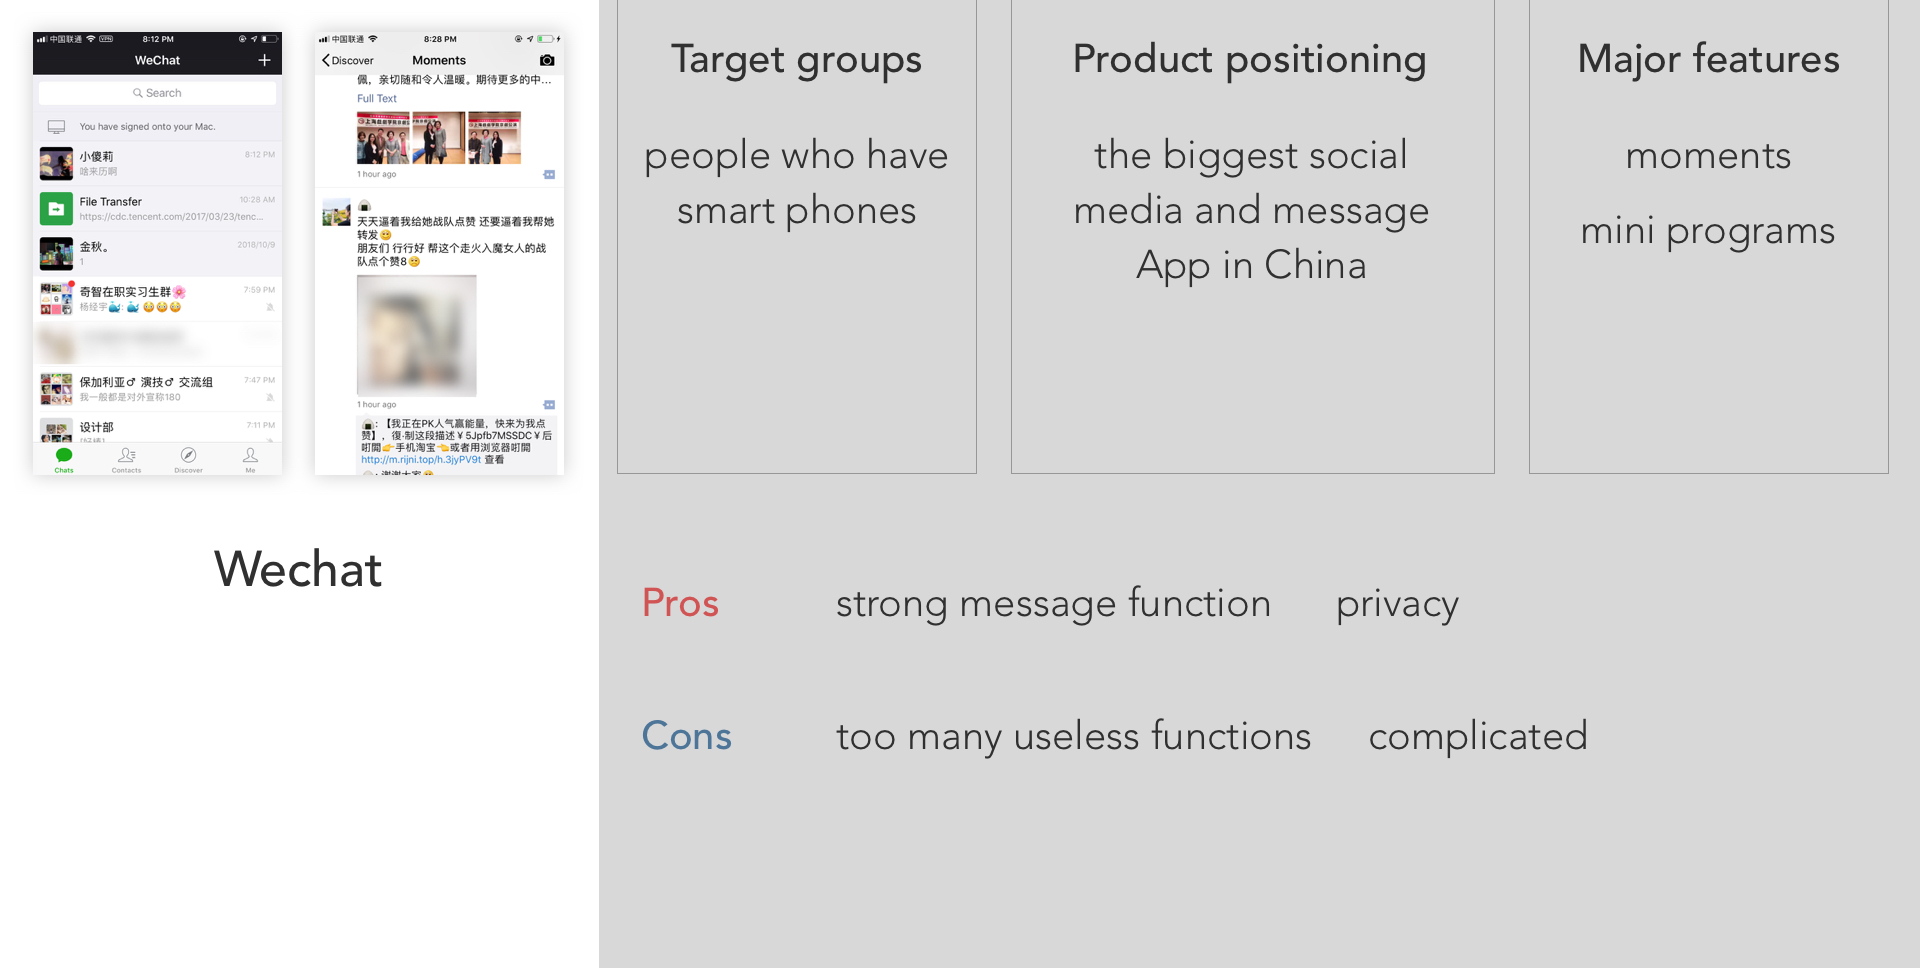 中国联通 VPN 8:12 PM
WeChat
Search
You have signed onto your Mac.
小傻莉 8:12 PM
啥来历啊
File Transfer 10:28 AM
https://cdc.tencent.com/2017/03/23/tenc...
金秋。 2018/10/9
1
奇智在职实习生群🌸 7:59 PM
杨经宇🐳: 🐳 😳😳😳
保加利亚♂ 演技♂ 交流组 7:47 PM
我一般都是对外宣称180
设计部 7:11 PM
Chats Contacts Discover Me
中国联通 8:28 PM
Discover Moments
佩，亲切随和令人温暖。期待更多的中...
Full Text
1 hour ago
🍙
天天逼着我给她战队点赞 还要逼着我帮她
转发😊
朋友们 行行好 帮这个走火入魔女人的战
队点个赞8😊
1 hour ago
🍙: 【我正在PK人气赢能量，快来为我点
赞】，復·制这段描述￥5Jpfb7MSSDC￥后
咑閞👉手机淘宝👈或者用浏览器咑閞
http://m.rijni.top/h.3jyPV9t 查看
: 谢谢大家
Wechat
Target groups
people who have
smart phones
Product positioning
the biggest social
media and message
App in China
Major features
moments
mini programs
Pros strong message function privacy
Cons too many useless functions complicated